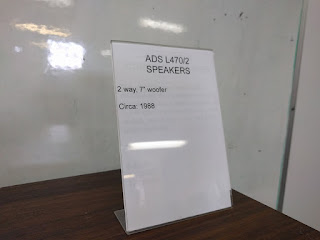 ADS L470/2
SPEAKERS
2 way, 7" woofer
Circa: 1988